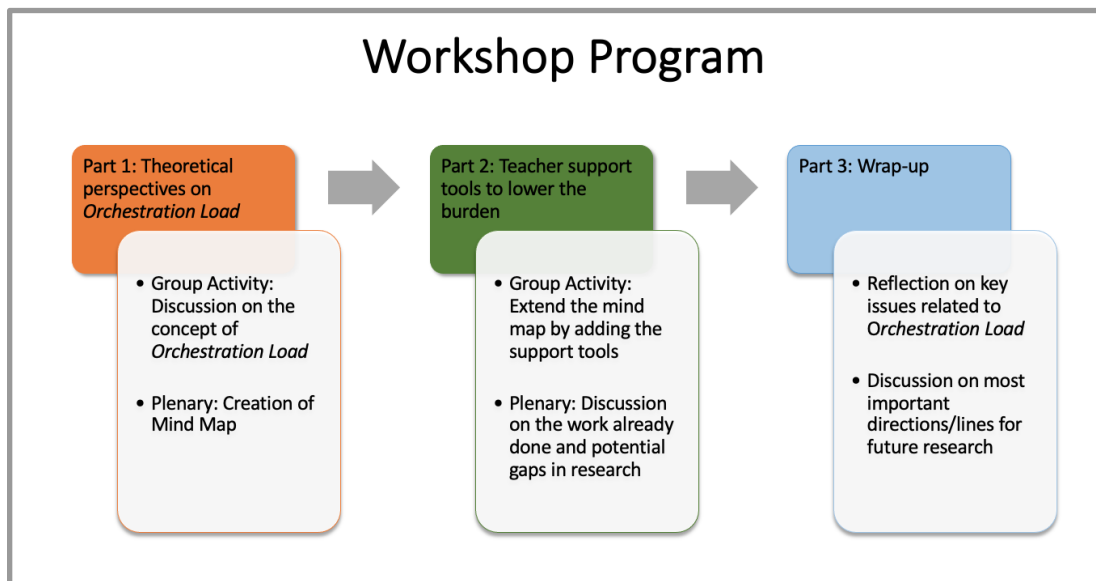 Workshop Program
Part 1: Theoretical
perspectives on
Orchestration Load
• Group Activity:
Discussion on the
concept of
Orchestration Load
• Plenary: Creation of
Mind Map
Part 2: Teacher support
tools to lower the
burden
• Group Activity:
Extend the mind
map by adding the
support tools
• Plenary: Discussion
on the work already
done and potential
gaps in research
Part 3: Wrap-up
• Reflection on key
issues related to
Orchestration Load
• Discussion on most
important
directions/lines for
future research